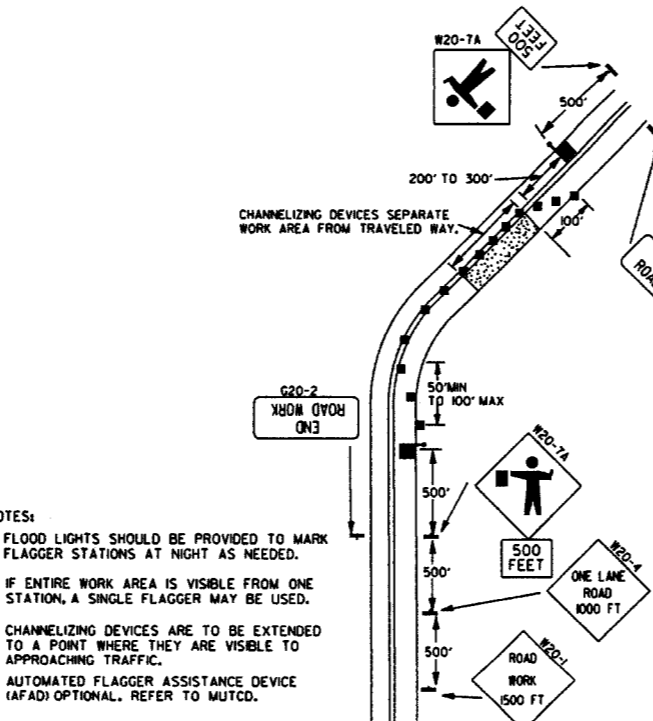 W20-7A
500
FEET
500'
200' TO 300'
CHANNELIZING DEVICES SEPARATE
WORK AREA FROM TRAVELED WAY.
100'
ROA
50'MIN
TO 100' MAX
G20-2
END
ROAD WORK
W20-7A
500'
500
FEET
500'
W20-4
ONE LANE
ROAD
1000 FT
500'
W20-1
ROAD
WORK
1500 FT
OTES:
FLOOD LIGHTS SHOULD BE PROVIDED TO MARK
FLAGGER STATIONS AT NIGHT AS NEEDED.
IF ENTIRE WORK AREA IS VISIBLE FROM ONE
STATION, A SINGLE FLAGGER MAY BE USED.
CHANNELIZING DEVICES ARE TO BE EXTENDED
TO A POINT WHERE THEY ARE VISIBLE TO
APPROACHING TRAFFIC.
AUTOMATED FLAGGER ASSISTANCE DEVICE
(AFAD) OPTIONAL. REFER TO MUTCD.